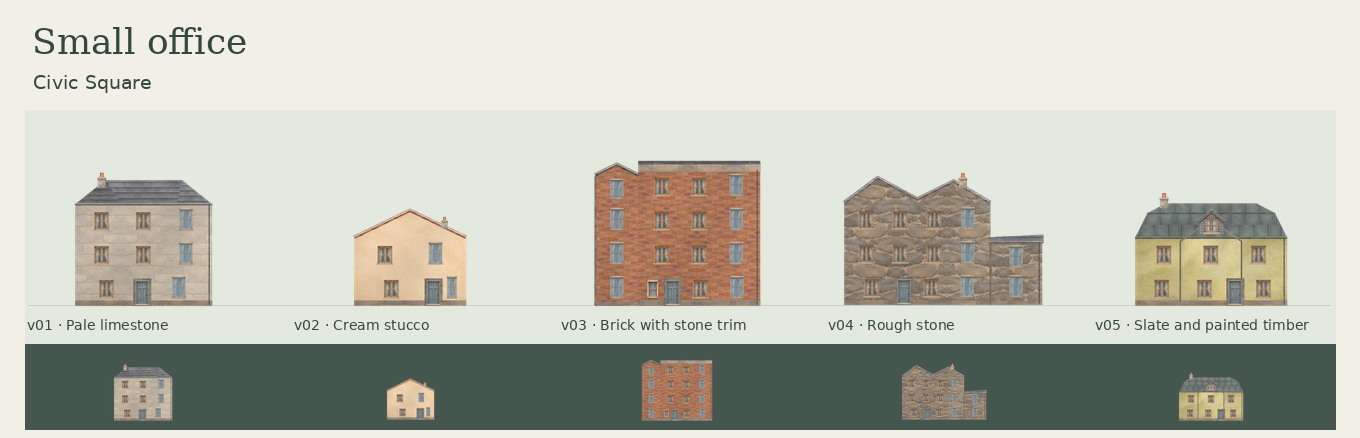 Small office
Civic Square
v01 · Pale limestone
v02 · Cream stucco
v03 · Brick with stone trim
v04 · Rough stone
v05 · Slate and painted timber